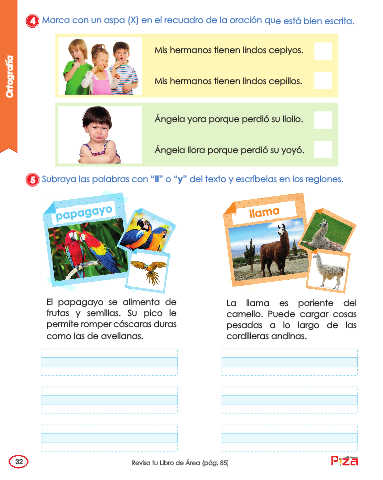 Ortografía
4 Marca con un aspa (X) en el recuadro de la oración que está bien escrita.
Mis hermanos tienen lindos cepiyos.
Mis hermanos tienen lindos cepillos.
Ángela yora porque perdió su llollo.
Ángela llora porque perdió su yoyó.
5 Subraya las palabras con "ll" o "y" del texto y escríbelas en los reglones.
papagayo
El papagayo se alimenta de
frutas y semillas. Su pico le
permite romper cáscaras duras
como las de avellanas.
llama
La llama es pariente del
camello. Puede cargar cosas
pesadas a lo largo de las
cordilleras andinas.
32
Revisa tu Libro de Área (pág. 85)
Piza